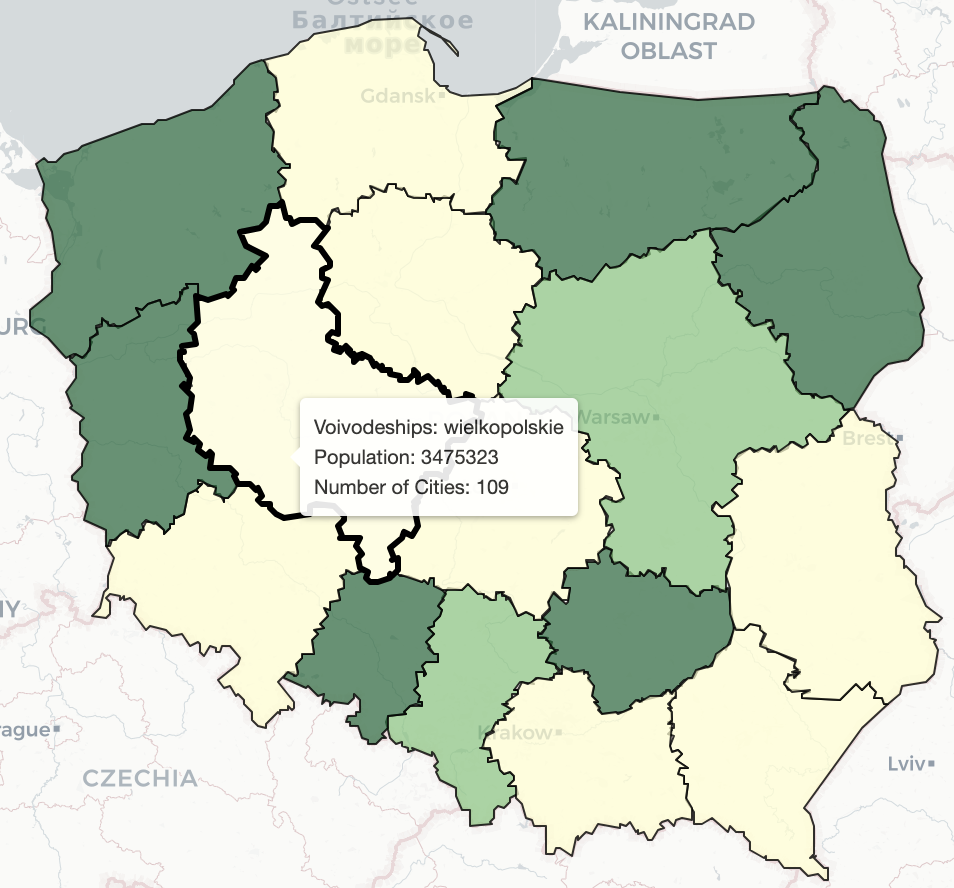 Ostsee
Балтийское
море
KALININGRAD
OBLAST
Gdansk
URG
Warsaw
Voivodeships: wielkopolskie
Population: 3475323
Number of Cities: 109
Brest
NY
rague
Krakow
Lviv
CZECHIA